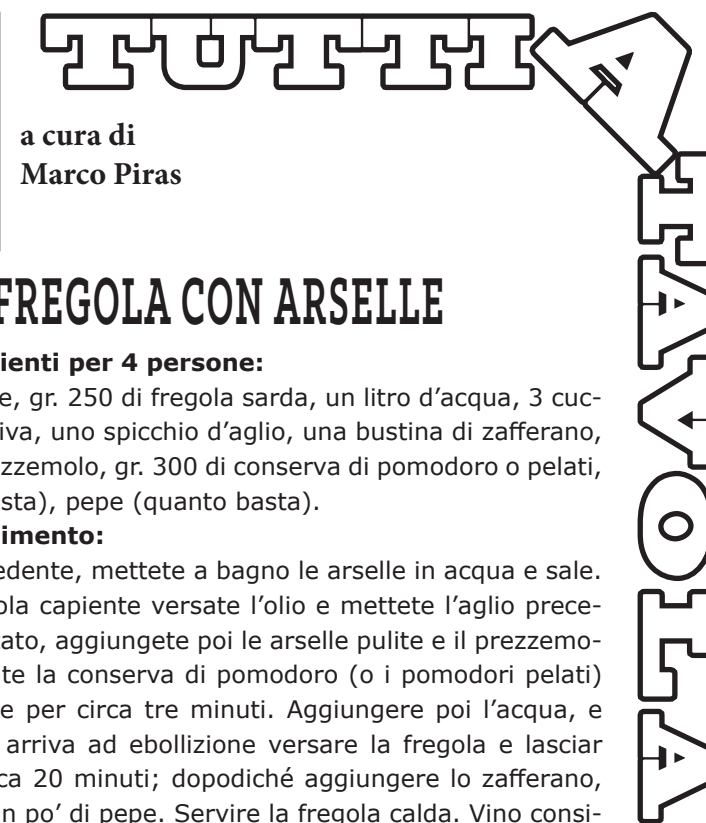 TUTTI A TAVOLA
a cura di
Marco Piras
FREGOLA CON ARSELLE
ienti per 4 persone:
e, gr. 250 di fregola sarda, un litro d’acqua, 3 cuc-
iva, uno spicchio d’aglio, una bustina di zafferano,
ezzemolo, gr. 300 di conserva di pomodoro o pelati,
sta), pepe (quanto basta).
imento:
edente, mettete a bagno le arselle in acqua e sale.
ola capiente versate l’olio e mettete l’aglio prece-
tato, aggiungete poi le arselle pulite e il prezzemo-
te la conserva di pomodoro (o i pomodori pelati)
e per circa tre minuti. Aggiungere poi l’acqua, e
arriva ad ebollizione versare la fregola e lasciar
ca 20 minuti; dopodiché aggiungere lo zafferano,
n po’ di pepe. Servire la fregola calda. Vino consi-